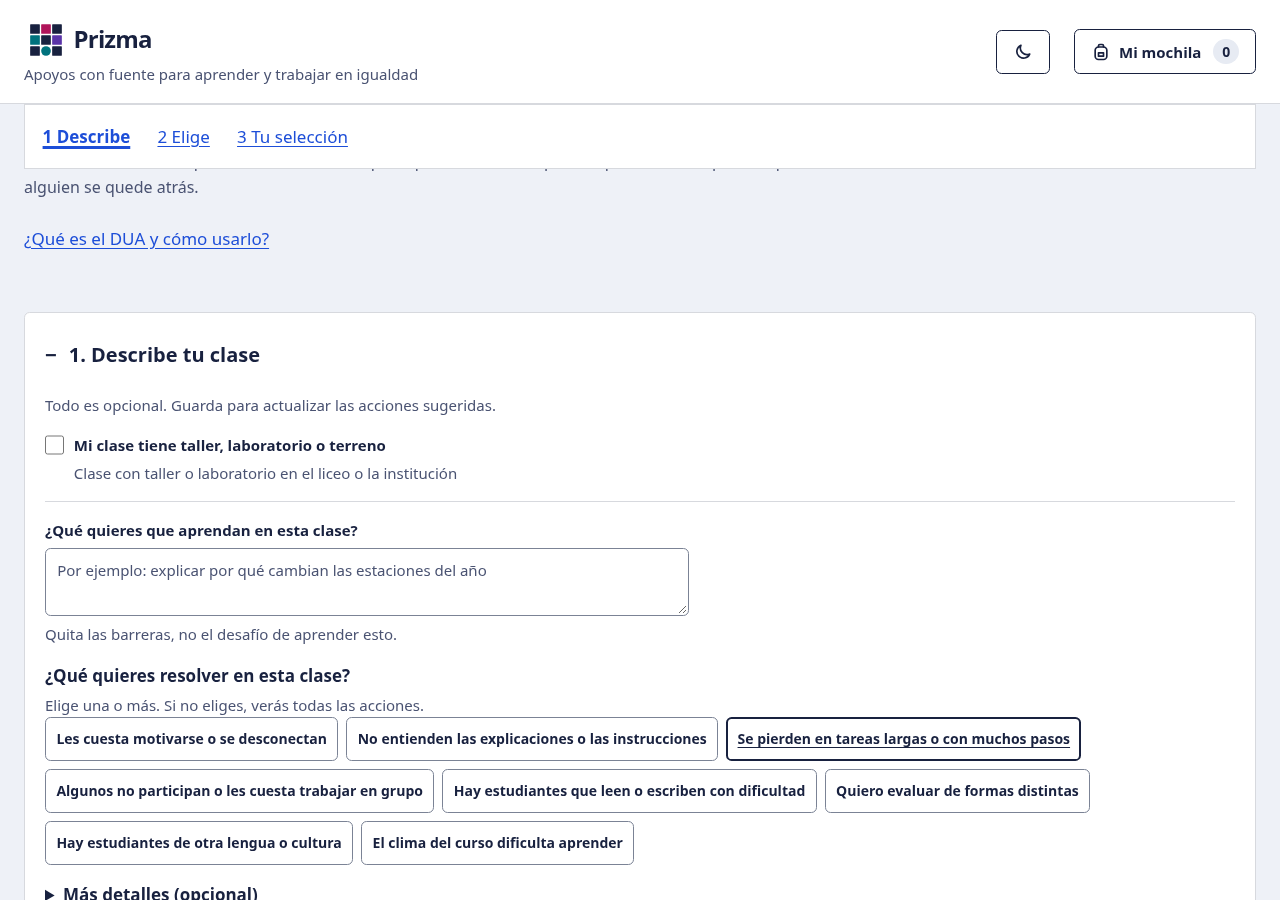 Prizma
Apoyos con fuente para aprender y trabajar en igualdad
Mi mochila 0
1 Describe 2 Elige 3 Tu selección
alguien se quede atrás.
¿Qué es el DUA y cómo usarlo?
− 1. Describe tu clase
Todo es opcional. Guarda para actualizar las acciones sugeridas.
Mi clase tiene taller, laboratorio o terreno
Clase con taller o laboratorio en el liceo o la institución
¿Qué quieres que aprendan en esta clase?
Por ejemplo: explicar por qué cambian las estaciones del año
Quita las barreras, no el desafío de aprender esto.
¿Qué quieres resolver en esta clase?
Elige una o más. Si no eliges, verás todas las acciones.
Les cuesta motivarse o se desconectan No entienden las explicaciones o las instrucciones Se pierden en tareas largas o con muchos pasos
Algunos no participan o les cuesta trabajar en grupo Hay estudiantes que leen o escriben con dificultad Quiero evaluar de formas distintas
Hay estudiantes de otra lengua o cultura El clima del curso dificulta aprender
Más detalles (opcional)